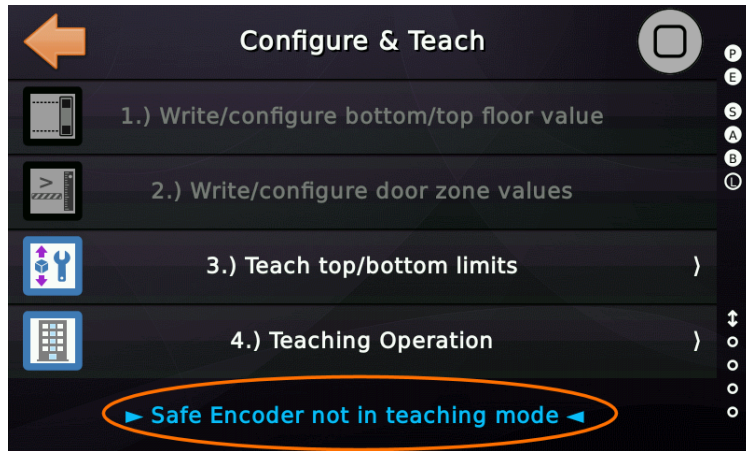 Configure & Teach
1.) Write/configure bottom/top floor value
2.) Write/configure door zone values
3.) Teach top/bottom limits ⟩
4.) Teaching Operation ⟩
► Safe Encoder not in teaching mode ◄
P
E
S
A
B
L